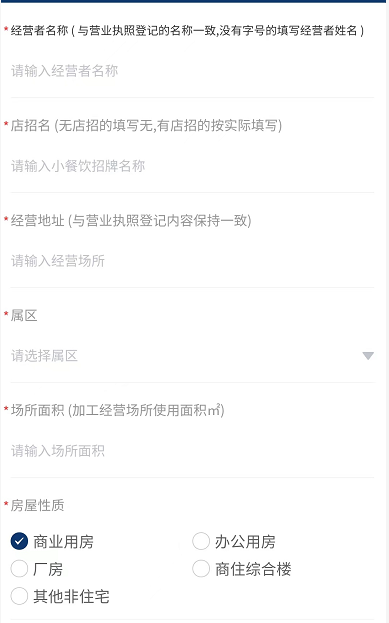 *经营者名称 ( 与营业执照登记的名称一致,没有字号的填写经营者姓名 )
请输入经营者名称
*店招名 (无店招的填写无,有店招的按实际填写)
请输入小餐饮招牌名称
*经营地址 (与营业执照登记内容保持一致)
请输入经营场所
*属区
请选择属区
*场所面积 (加工经营场所使用面积㎡)
请输入场所面积
*房屋性质
商业用房 办公用房
厂房 商住综合楼
其他非住宅